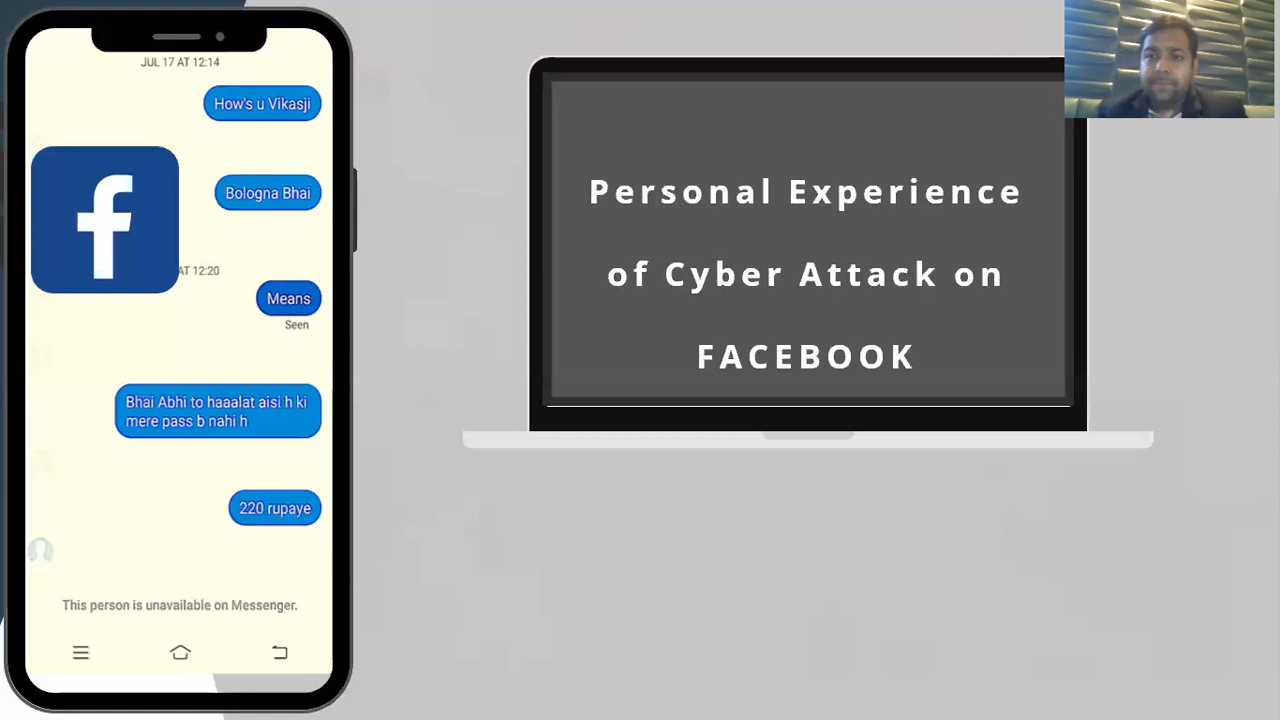 JUL 17 AT 12:14
How's u Vikasji
Bologna Bhai
AT 12:20
Means
Seen
Bhai Abhi to haaalat aisi h ki
mere pass b nahi h
220 rupaye
This person is unavailable on Messenger.
Personal Experience
of Cyber Attack on
FACEBOOK